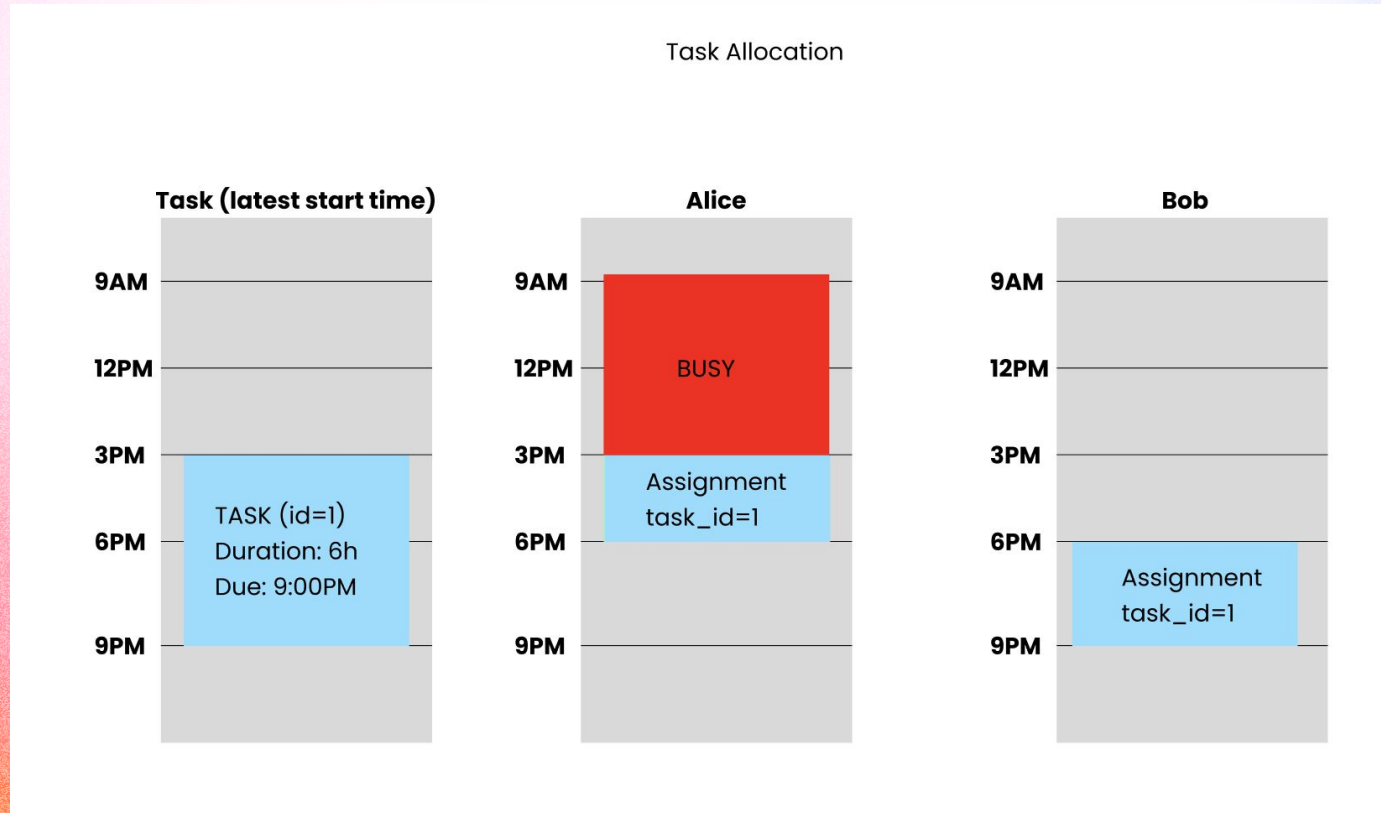 Task Allocation
Task (latest start time)
9AM
12PM
3PM
6PM
9PM
TASK (id=1)
Duration: 6h
Due: 9:00PM
Alice
9AM
12PM
3PM
6PM
9PM
BUSY
Assignment
task_id=1
Bob
9AM
12PM
3PM
6PM
9PM
Assignment
task_id=1